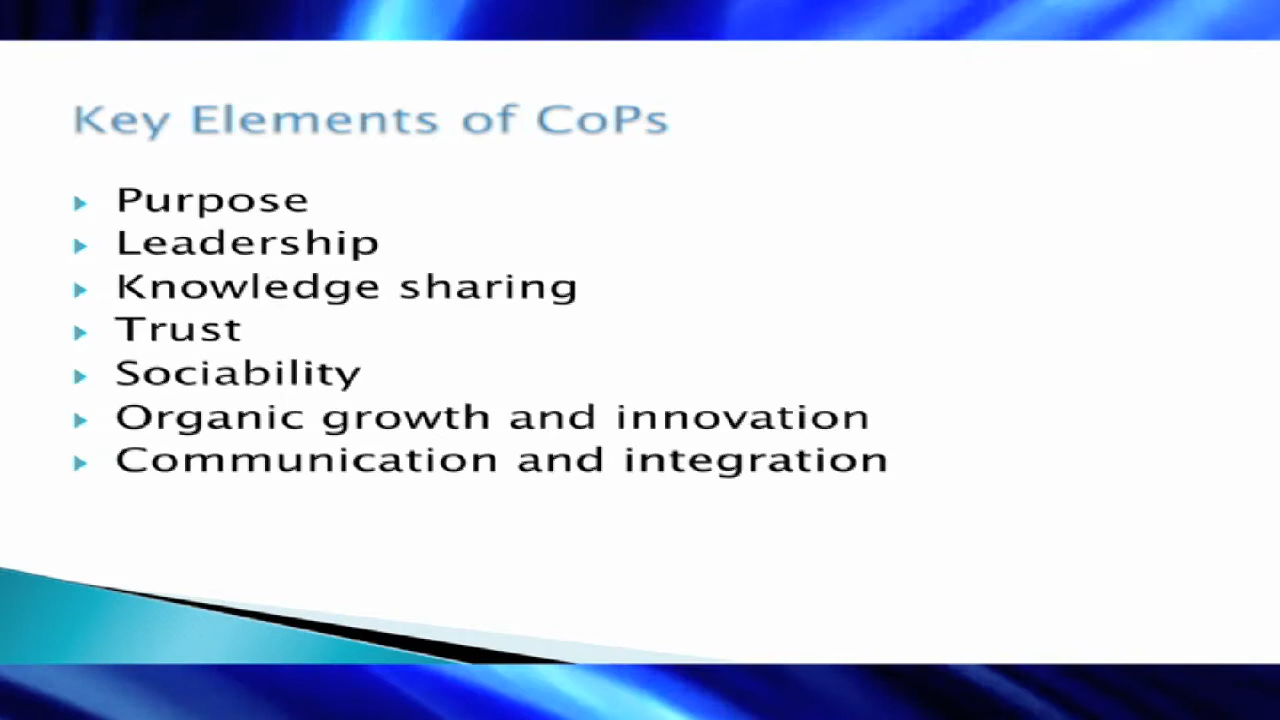 Key Elements of CoPs
Purpose
Leadership
Knowledge sharing
Trust
Sociability
Organic growth and innovation
Communication and integration